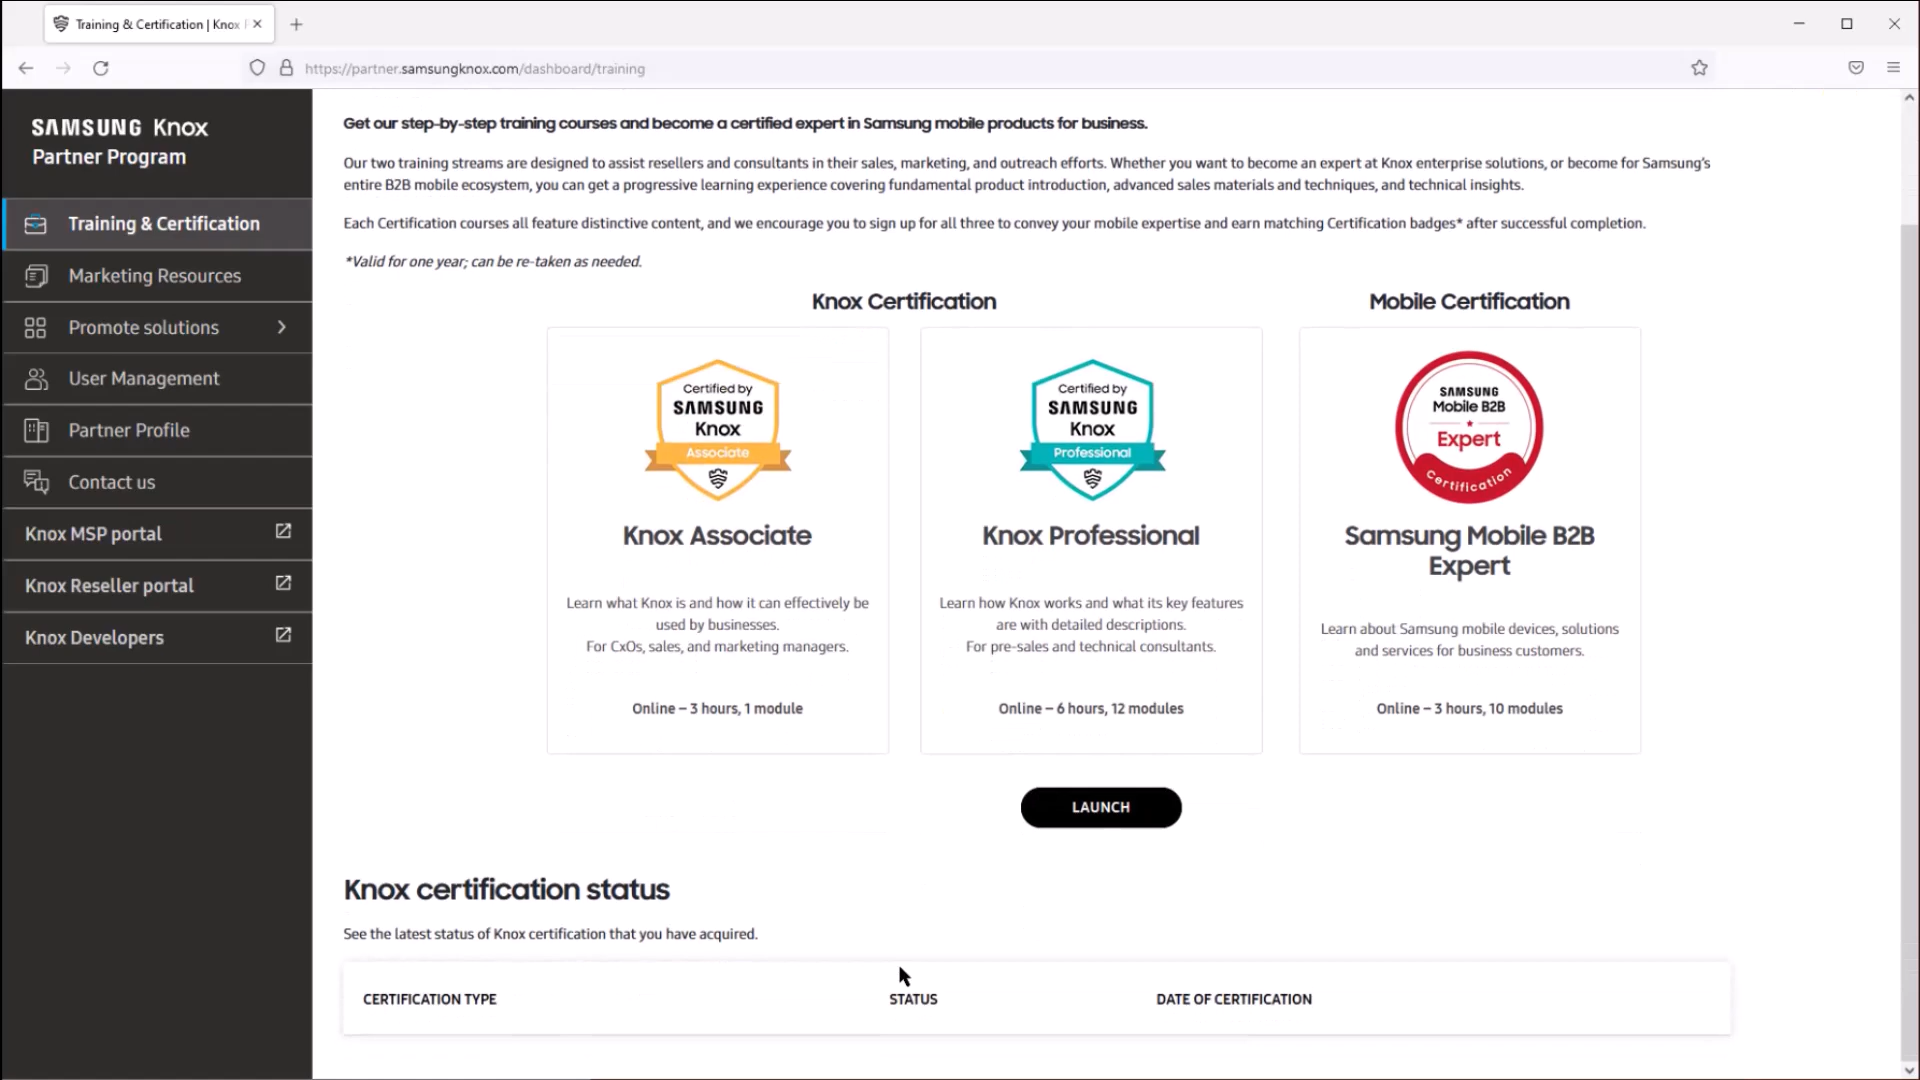 Training & Certification | Knox P
https://partner.samsungknox.com/dashboard/training
SAMSUNG Knox
Partner Program
Training & Certification
Marketing Resources
Promote solutions
User Management
Partner Profile
Contact us
Knox MSP portal
Knox Reseller portal
Knox Developers
Get our step-by-step training courses and become a certified expert in Samsung mobile products for business.
Our two training streams are designed to assist resellers and consultants in their sales, marketing, and outreach efforts. Whether you want to become an expert at Knox enterprise solutions, or become for Samsung's
entire B2B mobile ecosystem, you can get a progressive learning experience covering fundamental product introduction, advanced sales materials and techniques, and technical insights.
Each Certification courses all feature distinctive content, and we encourage you to sign up for all three to convey your mobile expertise and earn matching Certification badges* after successful completion.
*Valid for one year; can be re-taken as needed.
Knox Certification
Certified by
SAMSUNG
Knox
Associate
Knox Associate
Learn what Knox is and how it can effectively be
used by businesses.
For CxOs, sales, and marketing managers.
Online – 3 hours, 1 module
Certified by
SAMSUNG
Knox
Professional
Knox Professional
Learn how Knox works and what its key features
are with detailed descriptions.
For pre-sales and technical consultants.
Online – 6 hours, 12 modules
Mobile Certification
SAMSUNG
Mobile B2B
Expert
Certification
Samsung Mobile B2B
Expert
Learn about Samsung mobile devices, solutions
and services for business customers.
Online – 3 hours, 10 modules
LAUNCH
Knox certification status
See the latest status of Knox certification that you have acquired.
CERTIFICATION TYPE STATUS DATE OF CERTIFICATION